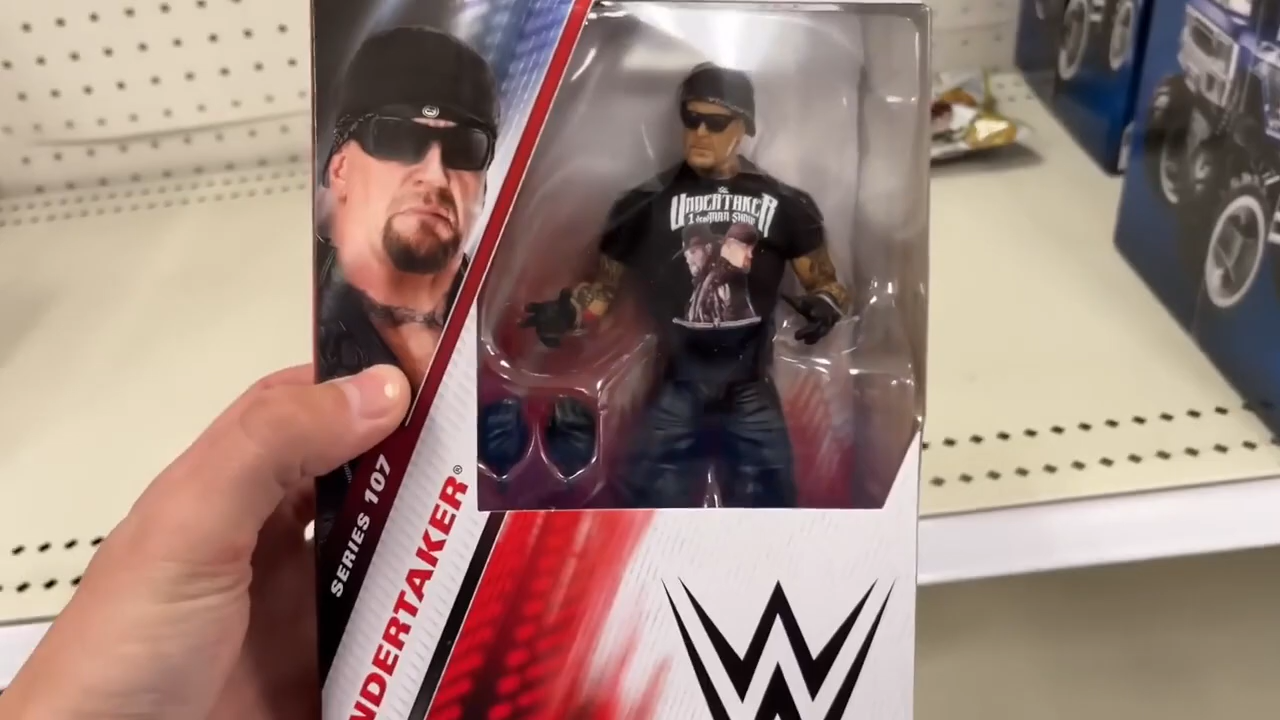 UNDERTAKER
1 deadMAN SHOW
SERIES 107
NDERTAKER®
W